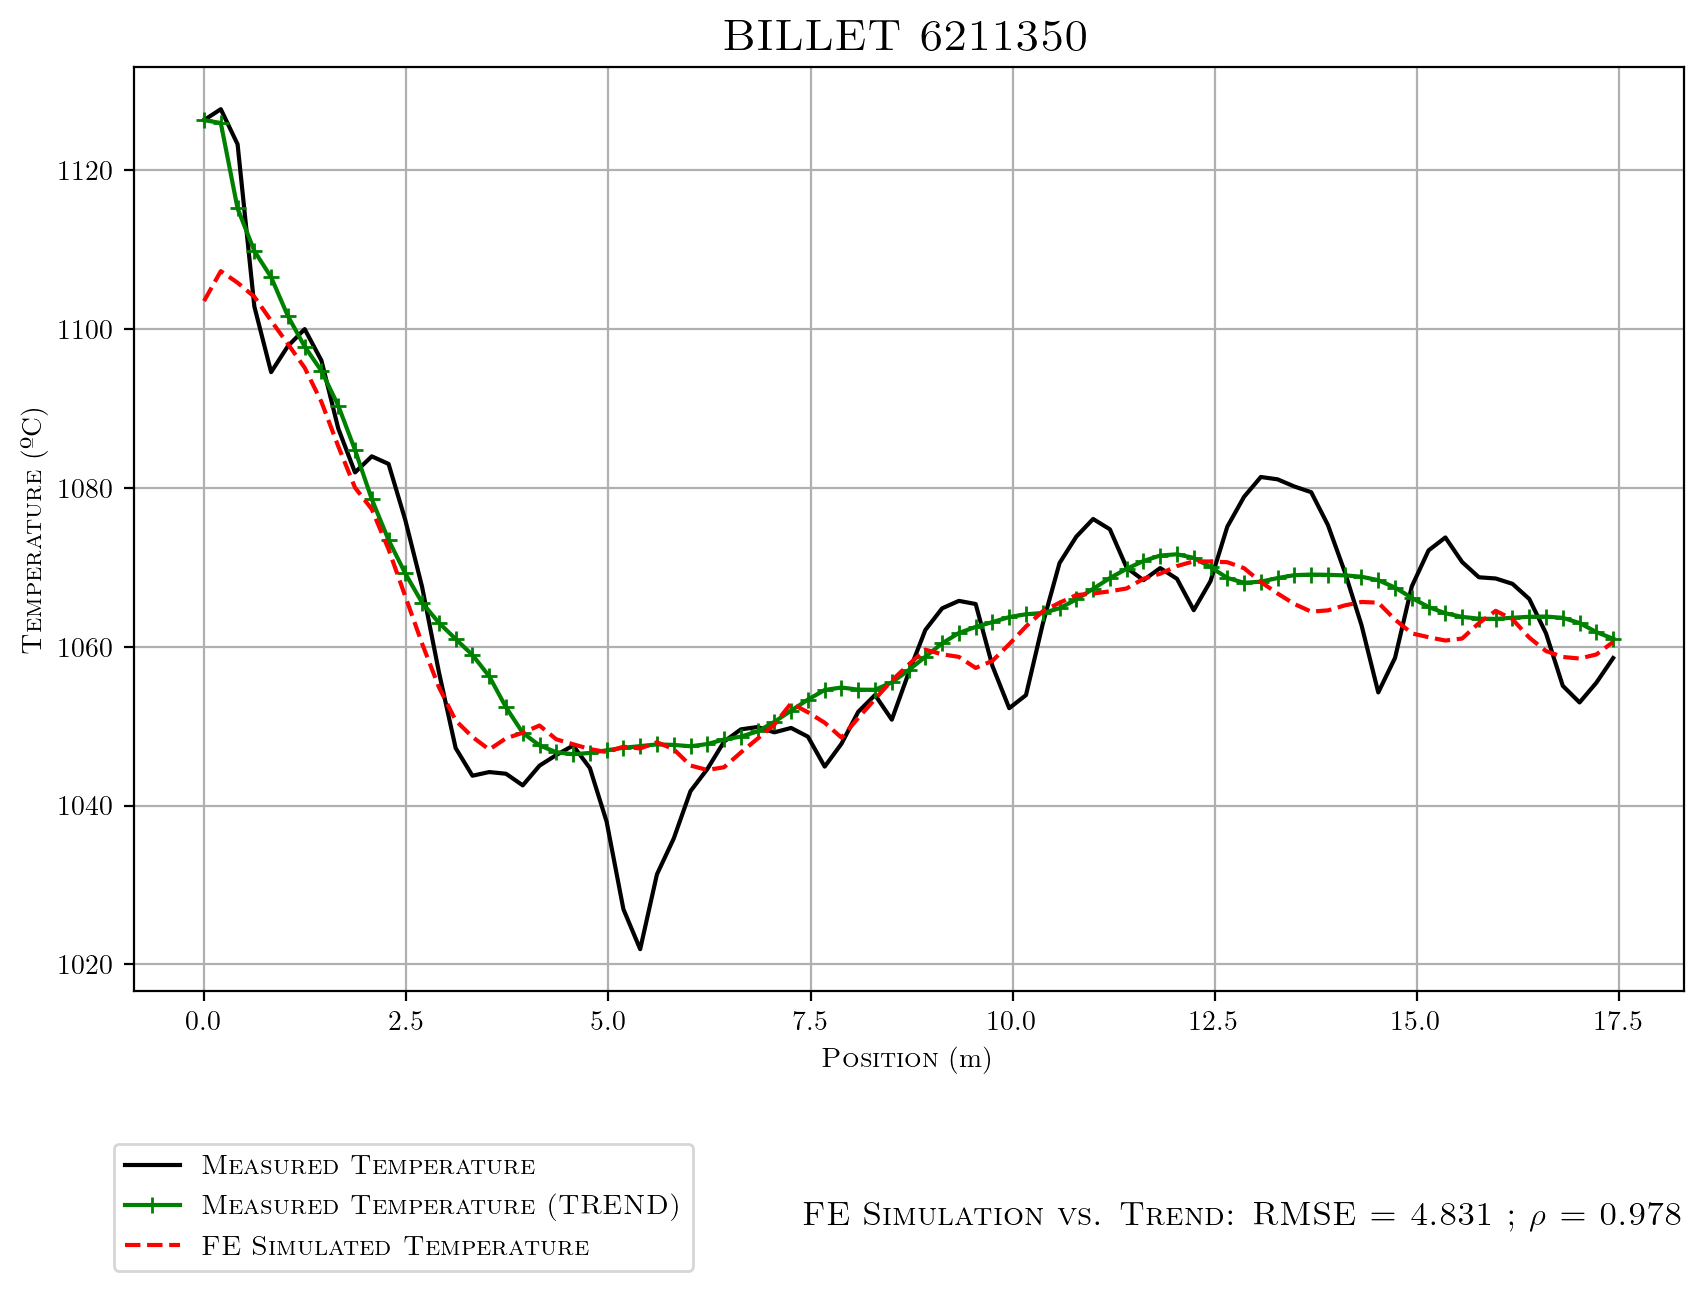 BILLET 6211350
Temperature (ºC)
1120
1100
1080
1060
1040
1020
0.0 2.5 5.0 7.5 10.0 12.5 15.0 17.5
Position (m)
Measured Temperature
Measured Temperature (TREND)
FE Simulated Temperature
FE Simulation vs. Trend: RMSE = 4.831 ; ρ = 0.978